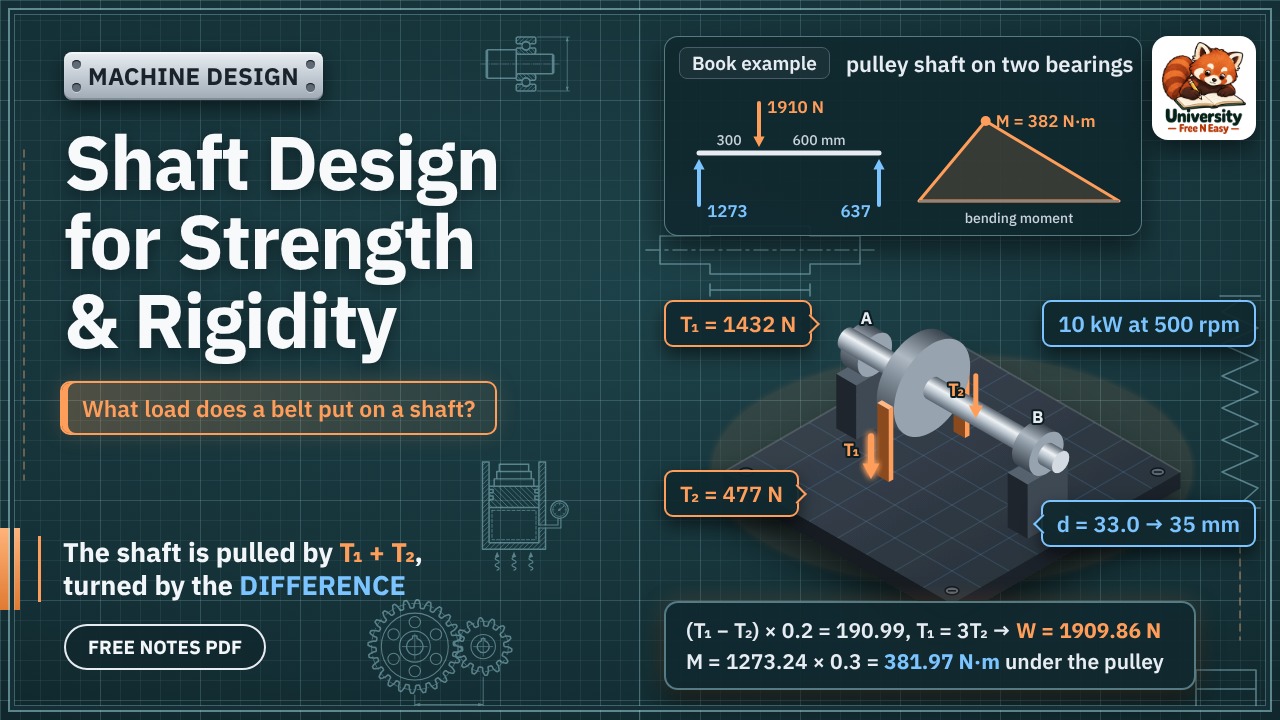 MACHINE DESIGN
Shaft Design
for Strength
& Rigidity
What load does a belt put on a shaft?
The shaft is pulled by T₁ + T₂,
turned by the DIFFERENCE
FREE NOTES PDF
Book example
pulley shaft on two bearings
1910 N
300
600 mm
1273
637
M = 382 N·m
bending moment
University
Free N Easy
T₁ = 1432 N
10 kW at 500 rpm
A
T₂
B
T₁
T₂ = 477 N
d = 33.0 → 35 mm
(T₁ − T₂) × 0.2 = 190.99, T₁ = 3T₂ → W = 1909.86 N
M = 1273.24 × 0.3 = 381.97 N·m under the pulley